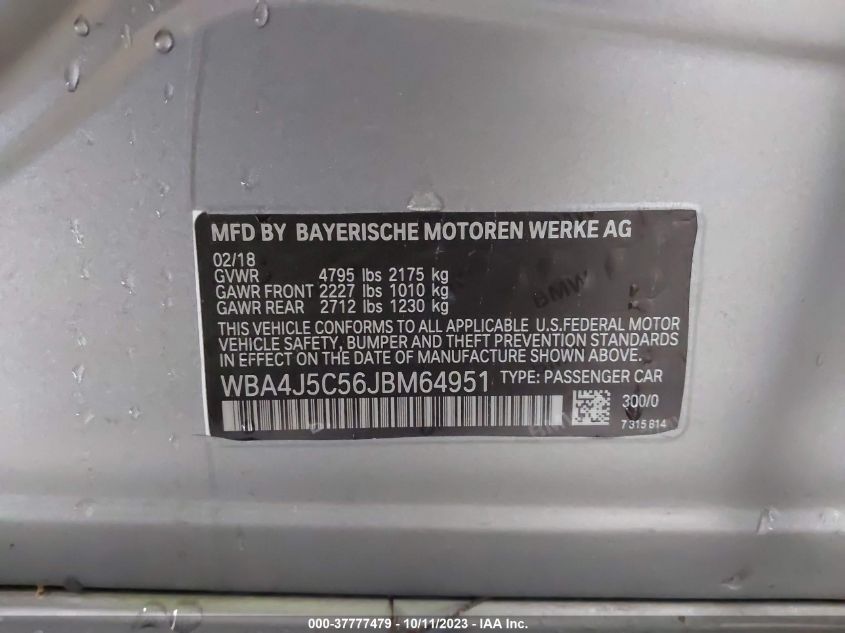 MFD BY BAYERISCHE MOTOREN WERKE AG
02/18
GVWR 4795 lbs 2175 kg
GAWR FRONT 2227 lbs 1010 kg
GAWR REAR 2712 lbs 1230 kg
THIS VEHICLE CONFORMS TO ALL APPLICABLE U.S.FEDERAL MOTOR
VEHICLE SAFETY, BUMPER AND THEFT PREVENTION STANDARDS
IN EFFECT ON THE DATE OF MANUFACTURE SHOWN ABOVE.
WBA4J5C56JBM64951 TYPE: PASSENGER CAR
300/0
7 315 814
BMW
000-37777479 - 10/11/2023 - IAA Inc.